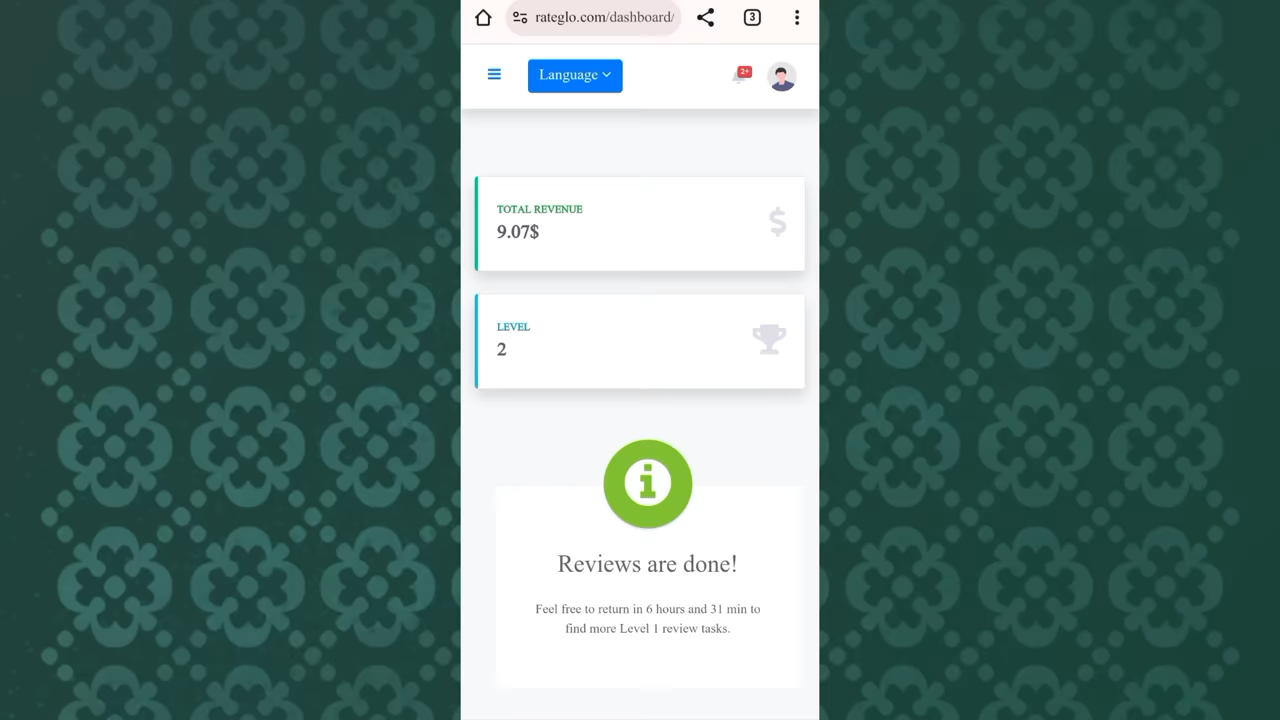 rateglo.com/dashboard/
3
Language
2+
TOTAL REVENUE
9.07$
$
LEVEL
2
Reviews are done!
Feel free to return in 6 hours and 31 min to
find more Level 1 review tasks.